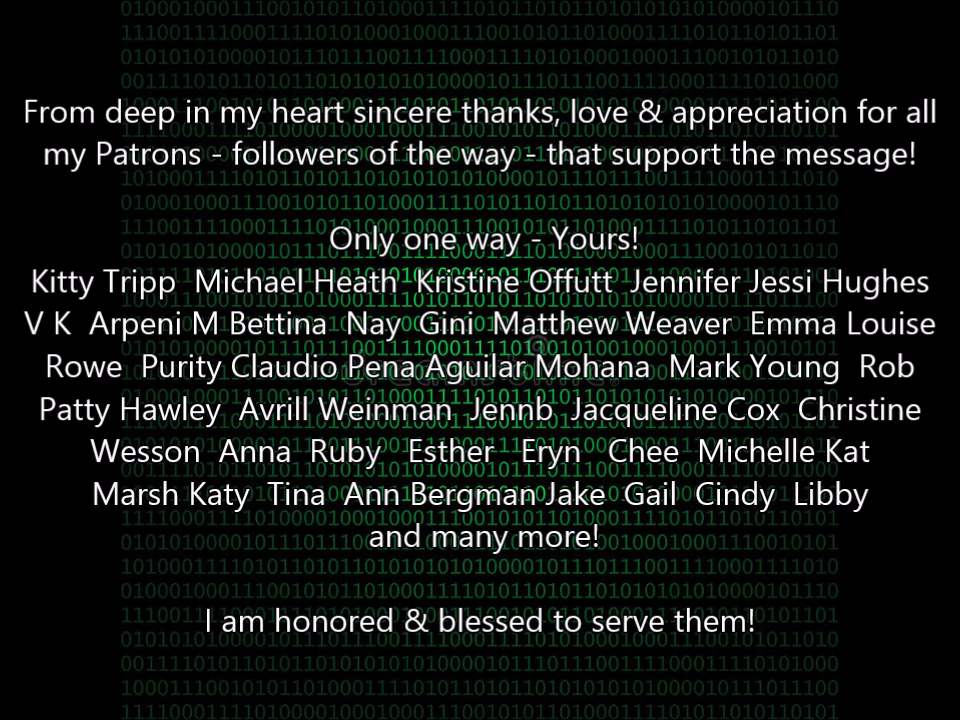 From deep in my heart sincere thanks, love & appreciation for all
my Patrons - followers of the way - that support the message!
Only one way - Yours!
Kitty Tripp Michael Heath Kristine Offutt Jennifer Jessi Hughes
V K Arpeni M Bettina Nay Gini Matthew Weaver Emma Louise
Rowe Purity Claudio Pena Aguilar Mohana Mark Young Rob
Patty Hawley Avrill Weinman Jennb Jacqueline Cox Christine
Wesson Anna Ruby Esther Eryn Chee Michelle Kat
Marsh Katy Tina Ann Bergman Jake Gail Cindy Libby
and many more!
I am honored & blessed to serve them!